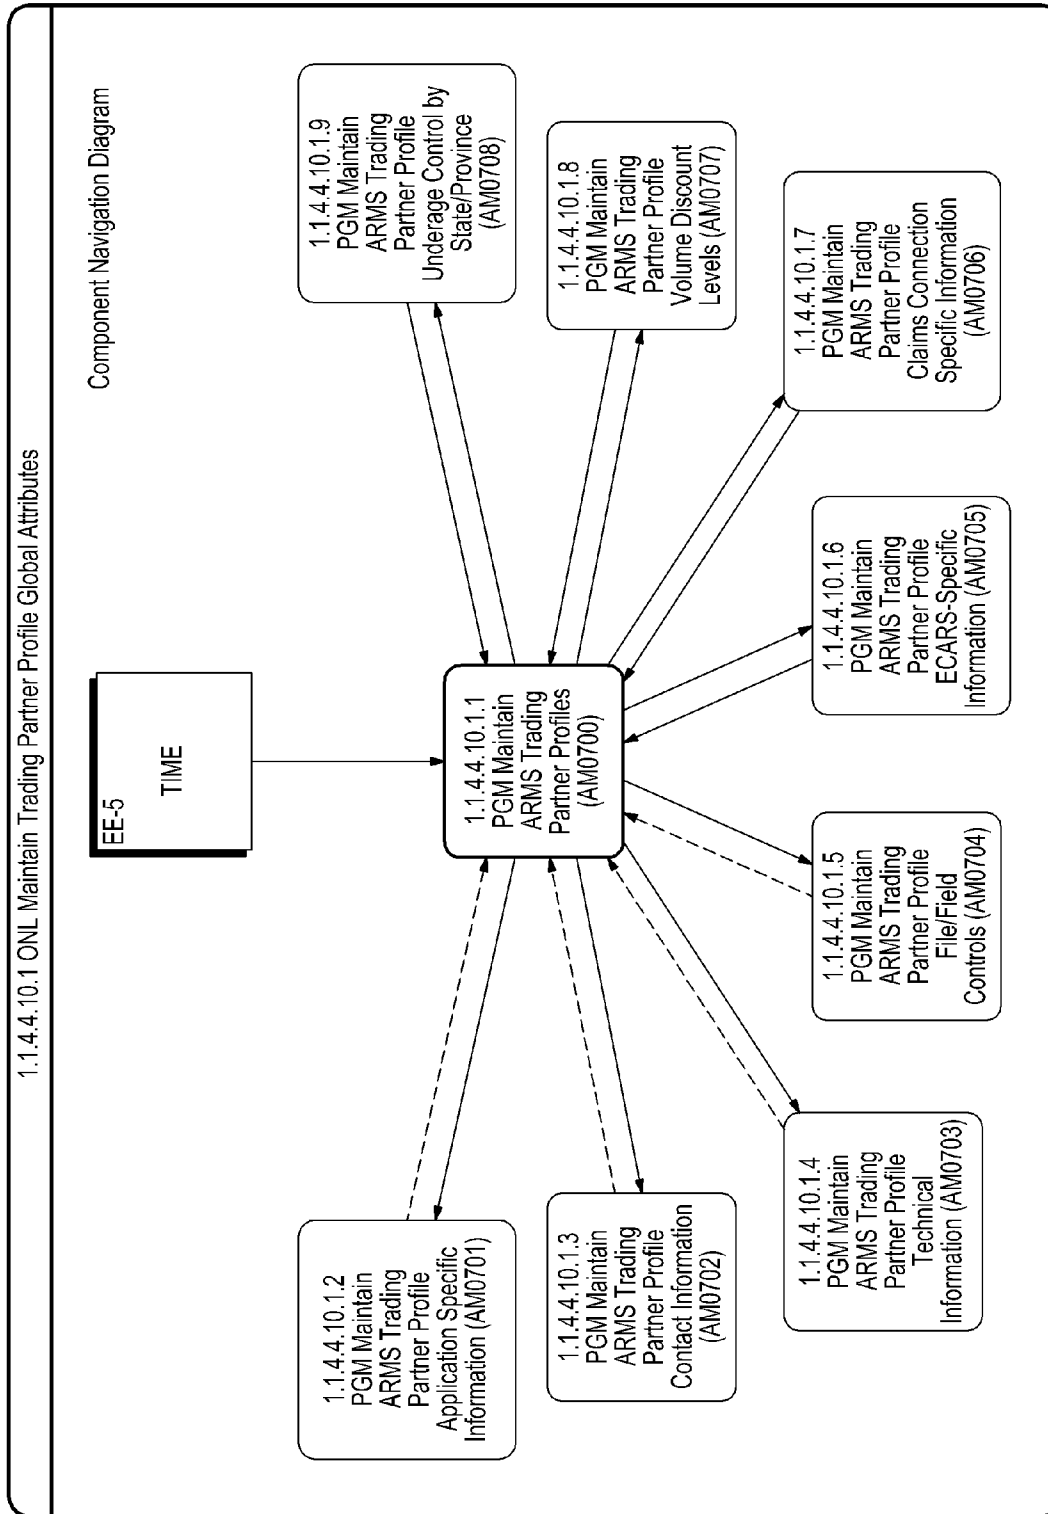 1.1.4.4.10.1 ONL Maintain Trading Partner Profile Global Attributes
Component Navigation Diagram
EE-5
TIME
1.1.4.4.10.1.1
PGM Maintain
ARMS Trading
Partner Profiles
(AM0700)
1.1.4.4.10.1.2
PGM Maintain
ARMS Trading
Partner Profile
Application Specific
Information (AM0701)
1.1.4.4.10.1.3
PGM Maintain
ARMS Trading
Partner Profile
Contact Information
(AM0702)
1.1.4.4.10.1.4
PGM Maintain
ARMS Trading
Partner Profile
Technical
Information (AM0703)
1.1.4.4.10.1.5
PGM Maintain
ARMS Trading
Partner Profile
File/Field
Controls (AM0704)
1.1.4.4.10.1.6
PGM Maintain
ARMS Trading
Partner Profile
ECARS-Specific
Information (AM0705)
1.1.4.4.10.1.7
PGM Maintain
ARMS Trading
Partner Profile
Claims Connection
Specific Information
(AM0706)
1.1.4.4.10.1.8
PGM Maintain
ARMS Trading
Partner Profile
Volume Discount
Levels (AM0707)
1.1.4.4.10.1.9
PGM Maintain
ARMS Trading
Partner Profile
Underage Control by
State/Province
(AM0708)